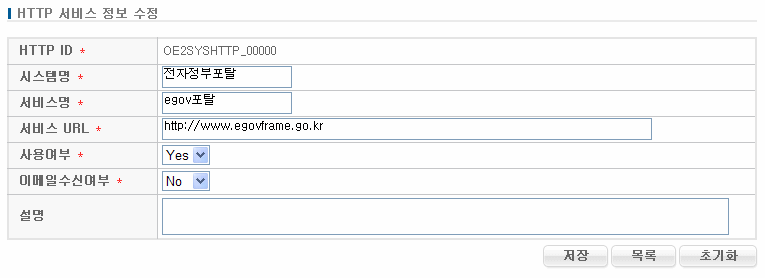 HTTP 서비스 정보 수정
HTTP ID * OE2SYSHTTP_00000
시스템명 * 전자정부포탈
서비스명 * egov포탈
서비스 URL * http://www.egovframe.go.kr
사용여부 * Yes
이메일수신여부 * No
설명
저장 목록 초기화